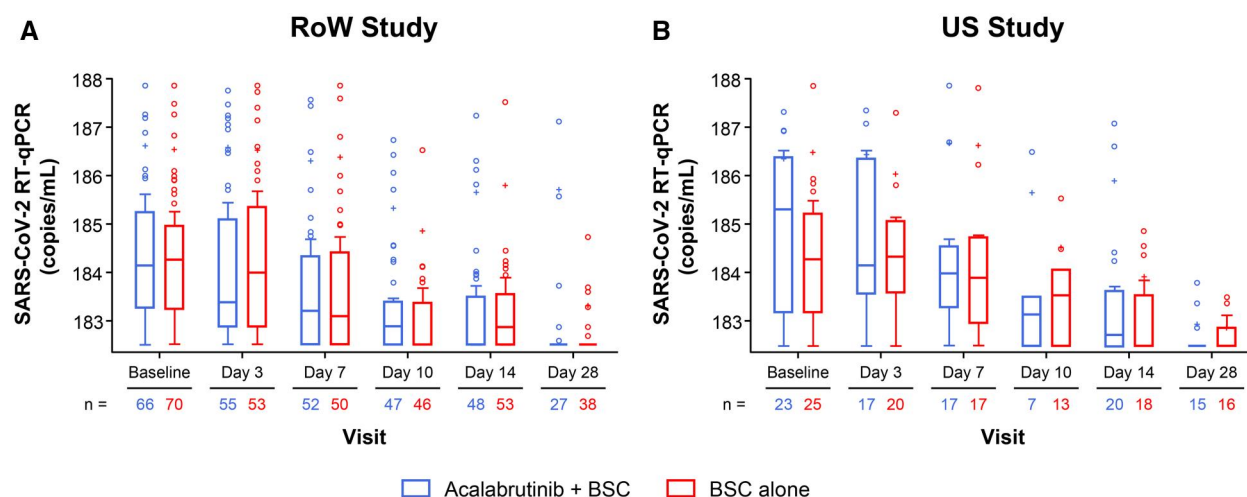 A
RoW Study
SARS-CoV-2 RT-qPCR
(copies/mL)
188
187
186
185
184
183
Baseline Day 3 Day 7 Day 10 Day 14 Day 28
n = 66 70 55 53 52 50 47 46 48 53 27 38
Visit
B
US Study
SARS-CoV-2 RT-qPCR
(copies/mL)
188
187
186
185
184
183
Baseline Day 3 Day 7 Day 10 Day 14 Day 28
n = 23 25 17 20 17 17 7 13 20 18 15 16
Visit
Acalabrutinib + BSC BSC alone